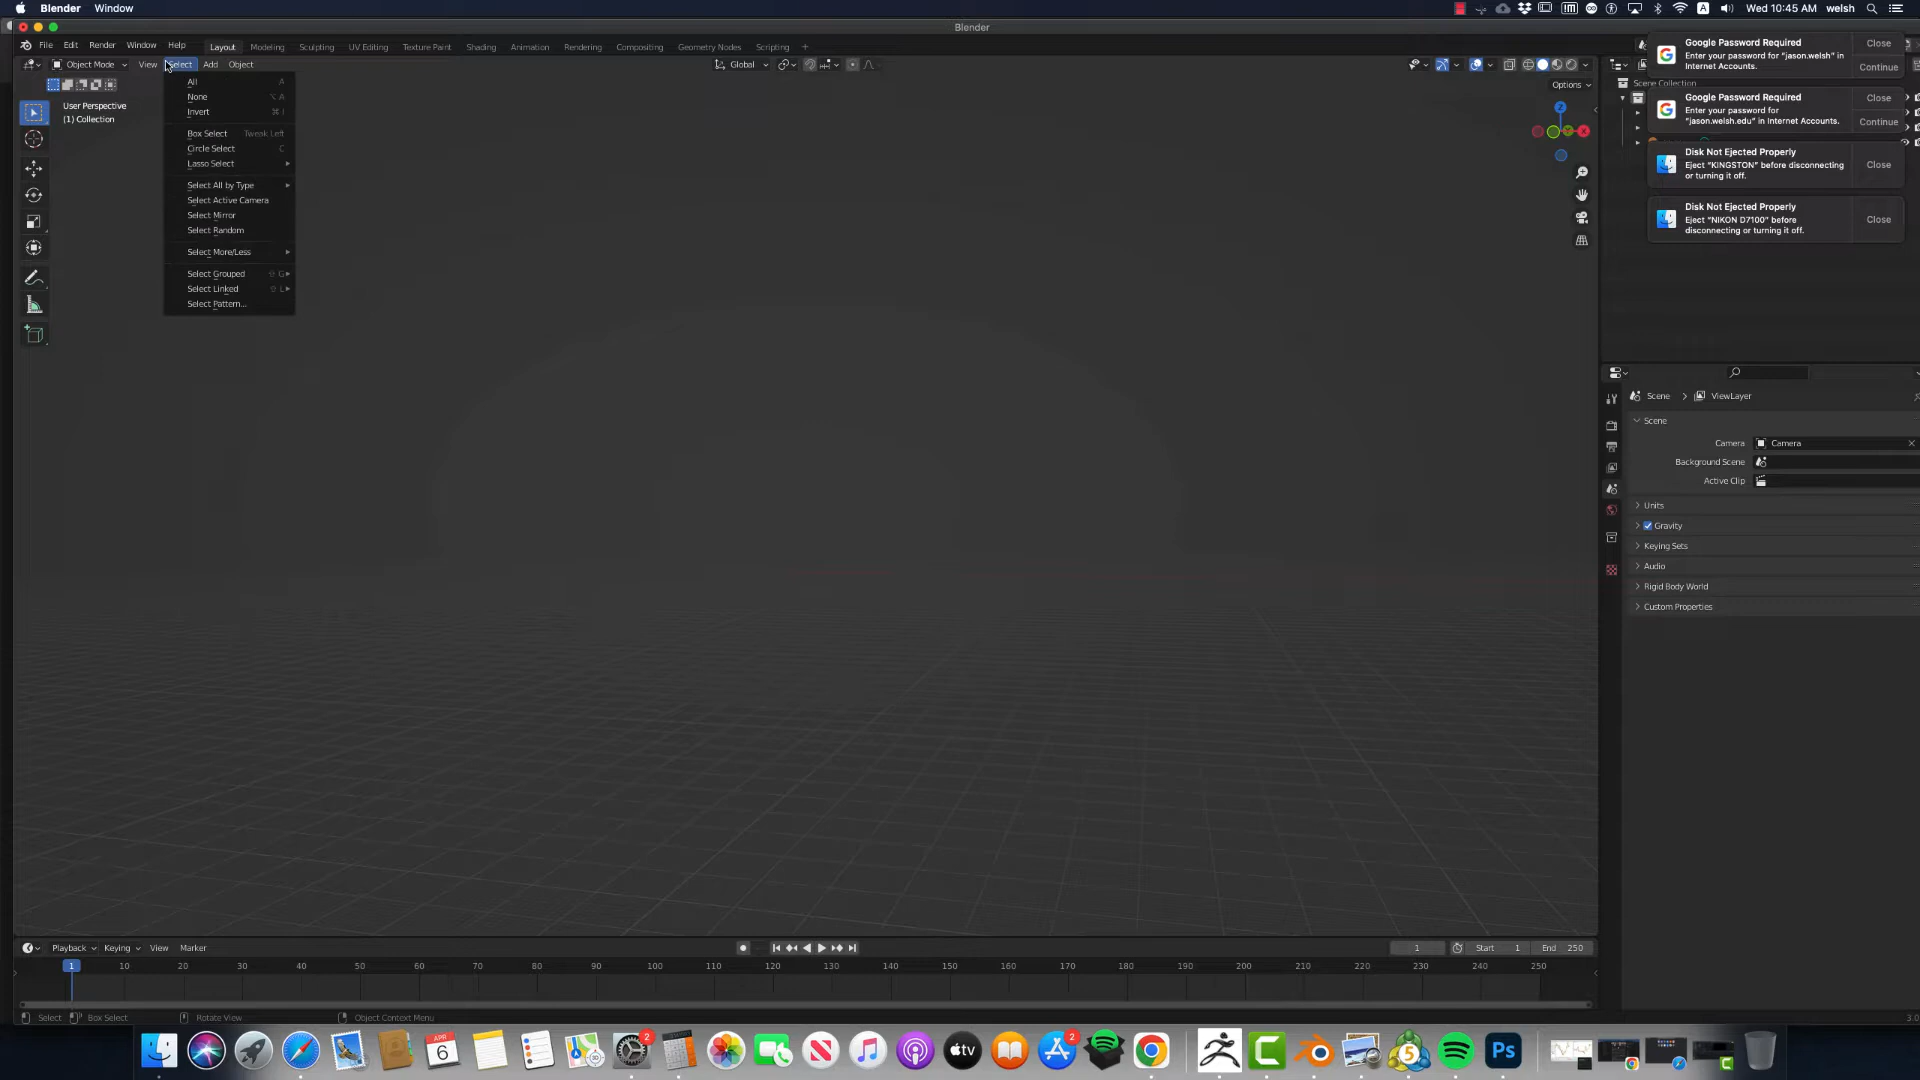 Blender Window
Wed 10:45 AM welsh
Blender
File Edit Render Window Help
Layout Modeling Sculpting UV Editing Texture Paint Shading Animation Rendering Compositing Geometry Nodes Scripting +
Object Mode View Select Add Object
Global
Options
All A
None ⌥ A
Invert ⌘ I
Box Select Tweak Left
Circle Select C
Lasso Select
Select All by Type
Select Active Camera
Select Mirror
Select Random
Select More/Less
Select Grouped ⇧ G
Select Linked ⇧ L
Select Pattern...
User Perspective
(1) Collection
Z
X
Google Password Required
Enter your password for "jason.welsh" in
Internet Accounts.
Close
Continue
Scene Collection
Google Password Required
Enter your password for
"jason.welsh.edu" in Internet Accounts.
Close
Continue
Disk Not Ejected Properly
Eject "KINGSTON" before disconnecting
or turning it off.
Close
Disk Not Ejected Properly
Eject "NIKON D7100" before
disconnecting or turning it off.
Close
Scene > ViewLayer
Scene
Camera Camera
Background Scene
Active Clip
Units
Gravity
Keying Sets
Audio
Rigid Body World
Custom Properties
Playback Keying View Marker
1 Start 1 End 250
1 10 20 30 40 50 60 70 80 90 100 110 120 130 140 150 160 170 180 190 200 210 220 230 240 250
Select Box Select Rotate View Object Context Menu
3.0
APR
6
2
tv
2
5
Ps